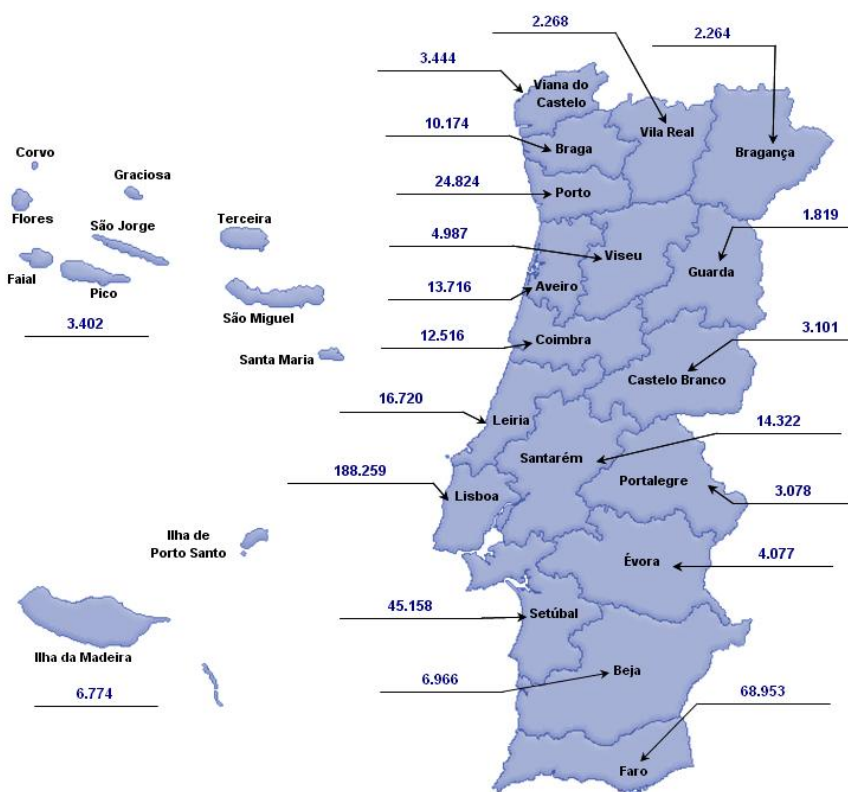 2.268
2.264
3.444
Viana do
Castelo
10.174
Braga
Vila Real
Bragança
24.824
Porto
Corvo
Graciosa
Flores
São Jorge
Terceira
1.819
4.987
Viseu
Guarda
Faial
Pico
13.716
Aveiro
São Miguel
3.402
12.516
Coimbra
3.101
Santa Maria
Castelo Branco
16.720
Leiria
14.322
Santarém
188.259
Lisboa
Portalegre
3.078
Ilha de
Porto Santo
Évora
4.077
45.158
Setúbal
Ilha da Madeira
6.774
6.966
Beja
68.953
Faro